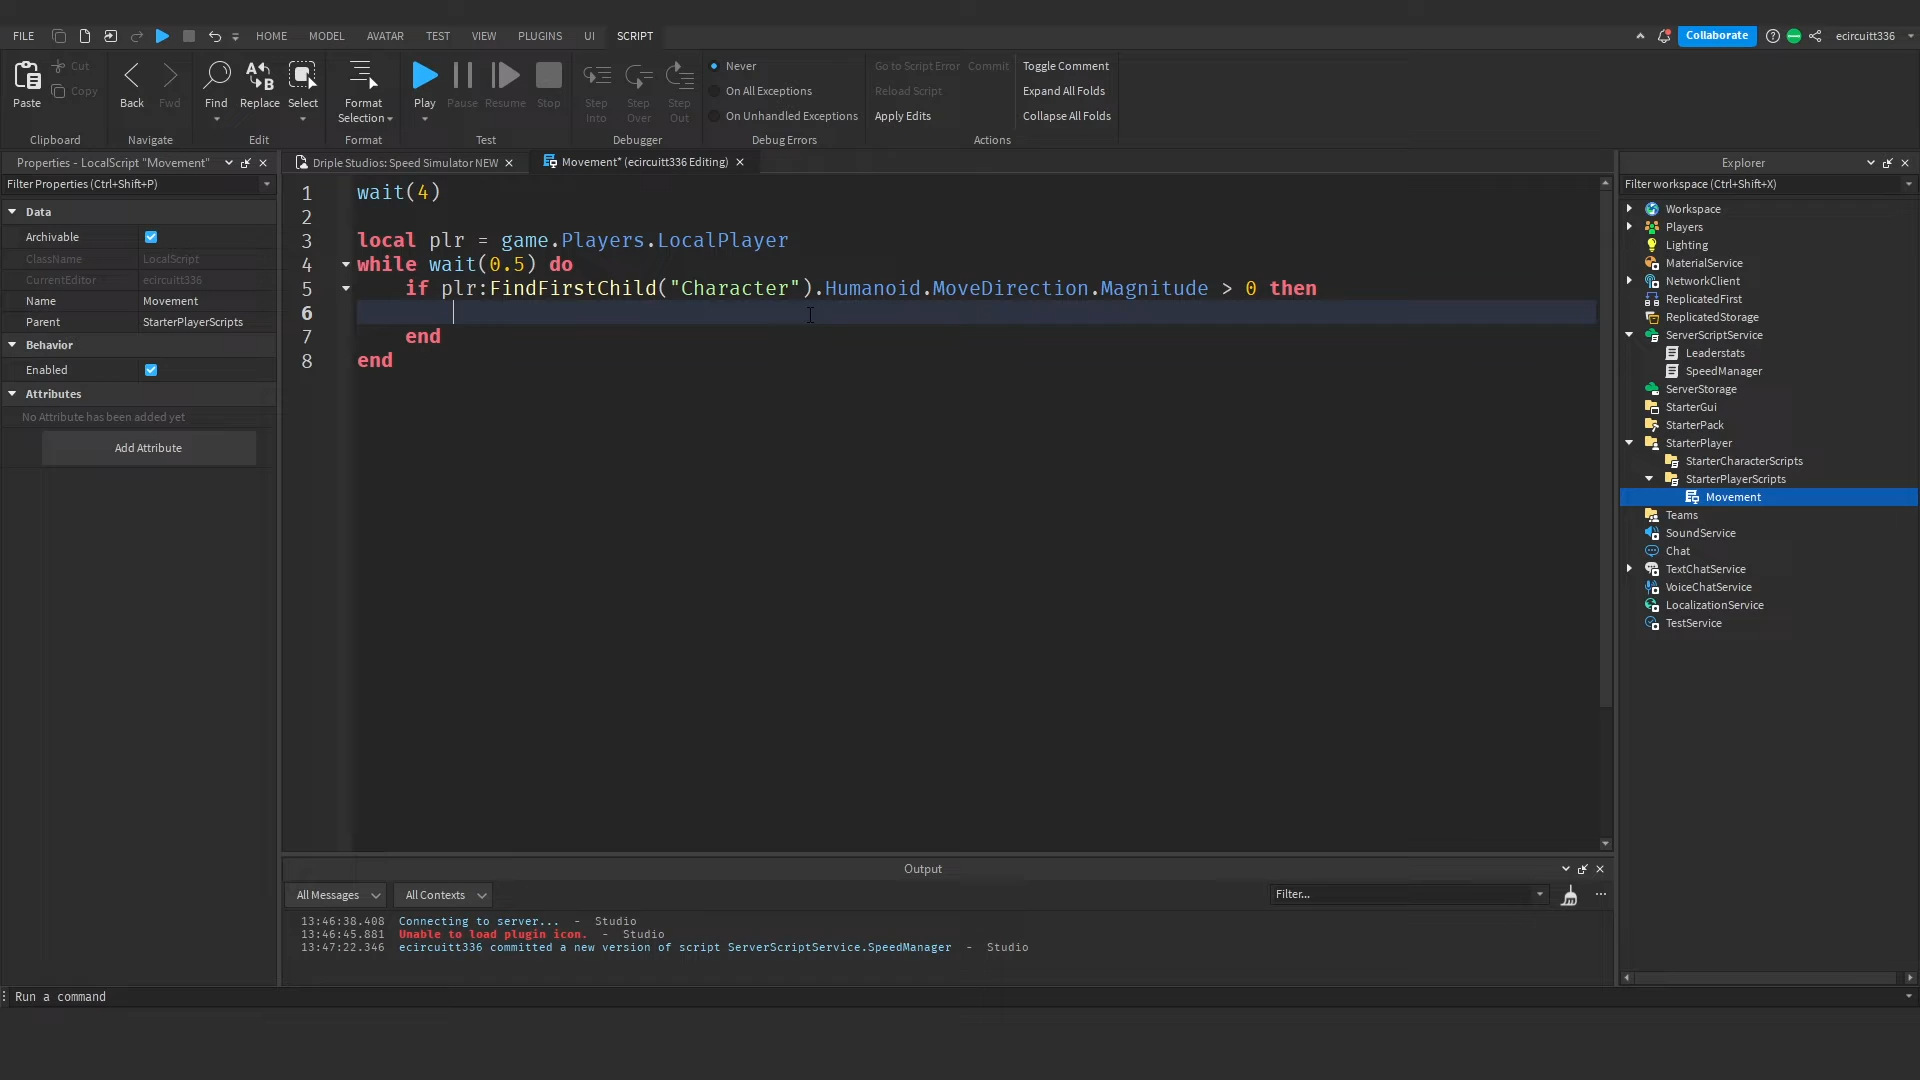 FILE HOME MODEL AVATAR TEST VIEW PLUGINS UI SCRIPT Collaborate ecircuitt336
Paste Cut Copy
Back Fwd
Find Replace Select
Format Selection
Play Pause Resume Stop
Step Into Step Over Step Out
Never
On All Exceptions
On Unhandled Exceptions
Go to Script Error Commit
Reload Script
Apply Edits
Toggle Comment
Expand All Folds
Collapse All Folds
Clipboard Navigate Edit Format Test Debugger Debug Errors Actions
Properties - LocalScript "Movement"
Filter Properties (Ctrl+Shift+P)
Data
Archivable
ClassName LocalScript
CurrentEditor ecircuitt336
Name Movement
Parent StarterPlayerScripts
Behavior
Enabled
Attributes
No Attribute has been added yet
Add Attribute
Driple Studios: Speed Simulator NEW Movement* (ecircuitt336 Editing)
1 wait(4)
2
3 local plr = game.Players.LocalPlayer
4 while wait(0.5) do
5 if plr:FindFirstChild("Character").Humanoid.MoveDirection.Magnitude > 0 then
6
7 end
8 end
Explorer
Filter workspace (Ctrl+Shift+X)
Workspace
Players
Lighting
MaterialService
NetworkClient
ReplicatedFirst
ReplicatedStorage
ServerScriptService
Leaderstats
SpeedManager
ServerStorage
StarterGui
StarterPack
StarterPlayer
StarterCharacterScripts
StarterPlayerScripts
Movement
Teams
SoundService
Chat
TextChatService
VoiceChatService
LocalizationService
TestService
Output
All Messages All Contexts Filter...
13:46:38.408 Connecting to server... - Studio
13:46:45.881 Unable to load plugin icon. - Studio
13:47:22.346 ecircuitt336 committed a new version of script ServerScriptService.SpeedManager - Studio
Run a command